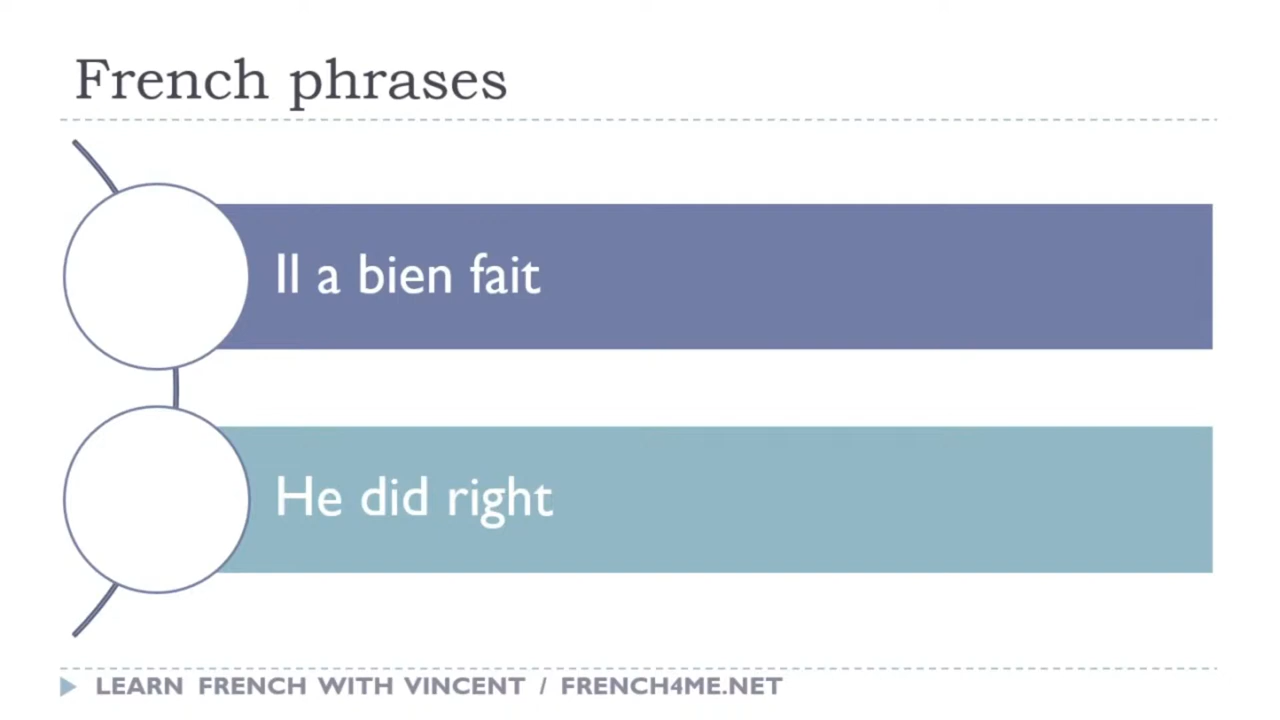 French phrases
Il a bien fait
He did right
LEARN FRENCH WITH VINCENT / FRENCH4ME.NET